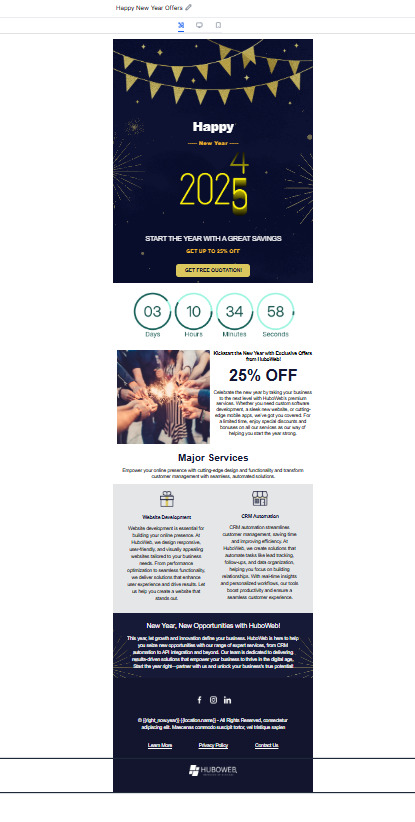 Happy New Year Offers
Happy
New Year
4
2025
START THE YEAR WITH A GREAT SAVINGS
GET UP TO 25% OFF
GET FREE QUOTATION!
03 10 34 58
Days Hours Minutes Seconds
Kickstart the New Year with Exclusive Offers
from HuboWeb!
25% OFF
Celebrate the new year by taking your business
to the next level with HuboWeb's premium
services. Whether you need custom software
development, a sleek new website, or cutting-
edge mobile apps, we've got you covered. For
a limited time, enjoy special discounts and
bonuses on all our services as our way of
helping you start the year strong.
Major Services
Empower your online presence with cutting-edge design and functionality and transform
customer management with seamless, automated solutions.
Website Development
Website development is essential for
building your online presence. At
HuboWeb, we design responsive,
user-friendly, and visually appealing
websites tailored to your business
needs. From performance
optimization to seamless functionality,
we deliver solutions that enhance
user experience and drive results. Let
us help you create a website that
stands out.
CRM Automation
CRM automation streamlines
customer management, saving time
and improving efficiency. At
HuboWeb, we create solutions that
automate tasks like lead tracking,
follow-ups, and data organization,
helping you focus on building
relationships. With real-time insights
and personalized workflows, our tools
boost productivity and ensure a
seamless customer experience.
New Year, New Opportunities with HuboWeb!
This year, let growth and innovation define your business. HuboWeb is here to help
you seize new opportunities with our range of expert services, from CRM
automation to API integration and beyond. Our team is dedicated to delivering
results-driven solutions that empower your business to thrive in the digital age.
Start the year right—partner with us and unlock your business's true potential!
© {{right_now.year}} {{location.name}} - All Rights Reserved, consectetur
adipiscing elit. Maecenas commodo suscipit tortor, vel tristique sapien
Learn More Privacy Policy Contact Us
HUBOWEB